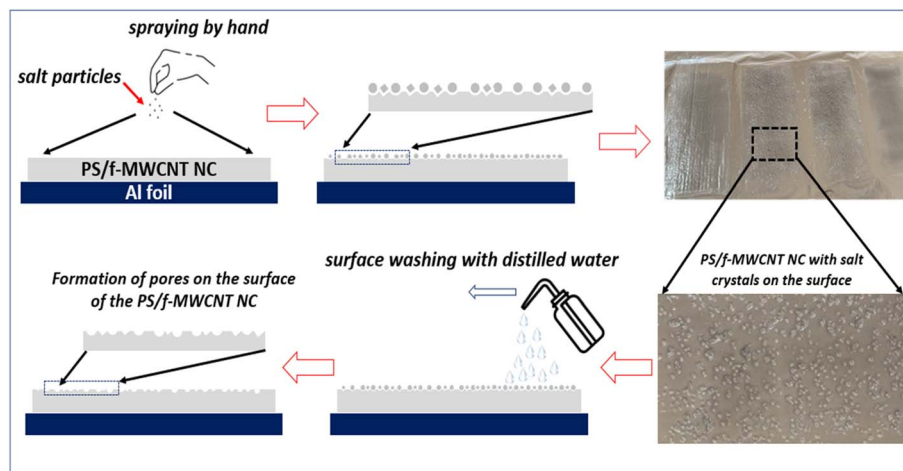 spraying by hand
salt particles
PS/f-MWCNT NC
Al foil
PS/f-MWCNT NC with salt
crystals on the surface
surface washing with distilled water
Formation of pores on the surface
of the PS/f-MWCNT NC